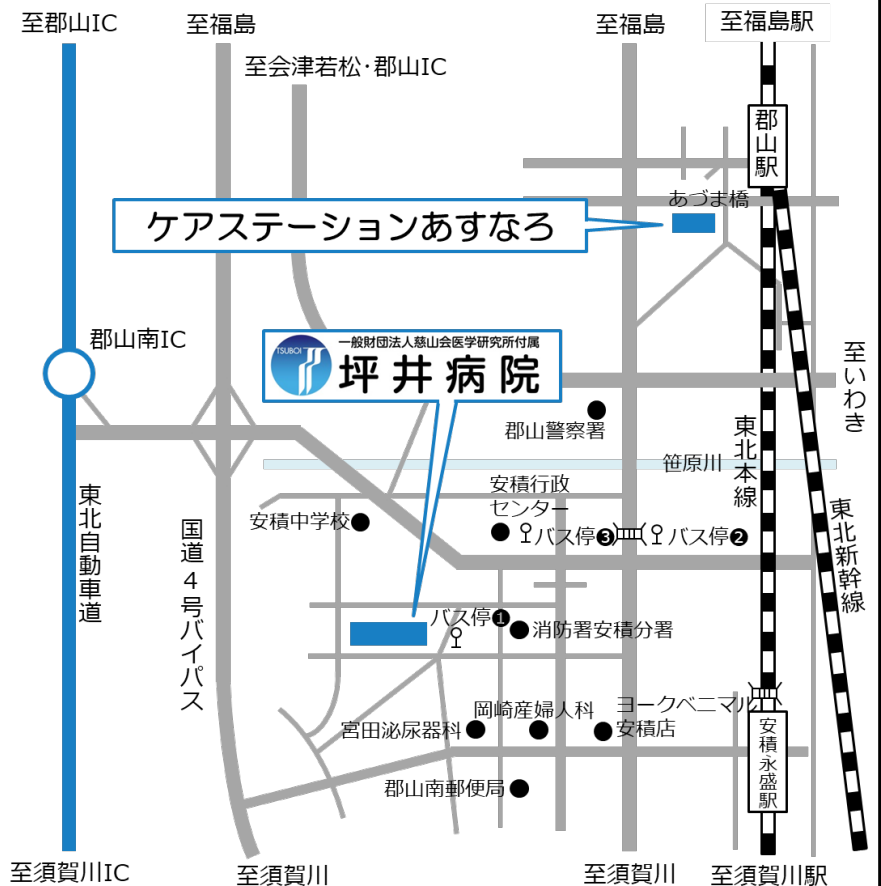 至郡山IC
至福島
至福島
至福島駅
至会津若松・郡山IC
郡山駅
あづま橋
ケアステーションあすなろ
郡山南IC
TSUBOI
一般財団法人慈山会医学研究所付属
坪井病院
至いわき
郡山警察署
東北本線
笹原川
安積行政
センター
東北自動車道
国道4号バイパス
安積中学校
バス停❸
バス停❷
東北新幹線
バス停❶
消防署安積分署
ヨークベニマル
安積店
岡崎産婦人科
宮田泌尿器科
安積永盛駅
郡山南郵便局
至須賀川IC
至須賀川
至須賀川
至須賀川駅